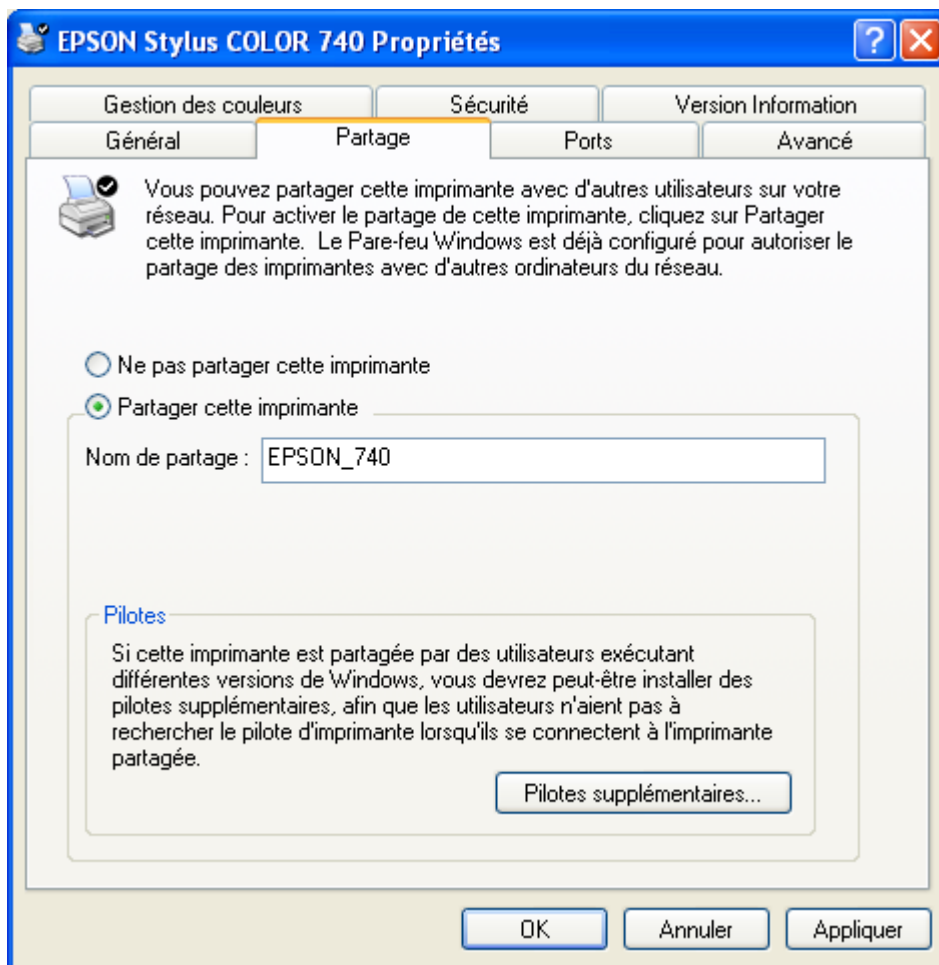 EPSON Stylus COLOR 740 Propriétés
Gestion des couleurs Sécurité Version Information
Général Partage Ports Avancé
Vous pouvez partager cette imprimante avec d'autres utilisateurs sur votre
réseau. Pour activer le partage de cette imprimante, cliquez sur Partager
cette imprimante. Le Pare-feu Windows est déjà configuré pour autoriser le
partage des imprimantes avec d'autres ordinateurs du réseau.
Ne pas partager cette imprimante
Partager cette imprimante
Nom de partage : EPSON_740
Pilotes
Si cette imprimante est partagée par des utilisateurs exécutant
différentes versions de Windows, vous devrez peut-être installer des
pilotes supplémentaires, afin que les utilisateurs n'aient pas à
rechercher le pilote d'imprimante lorsqu'ils se connectent à l'imprimante
partagée.
Pilotes supplémentaires...
OK Annuler Appliquer